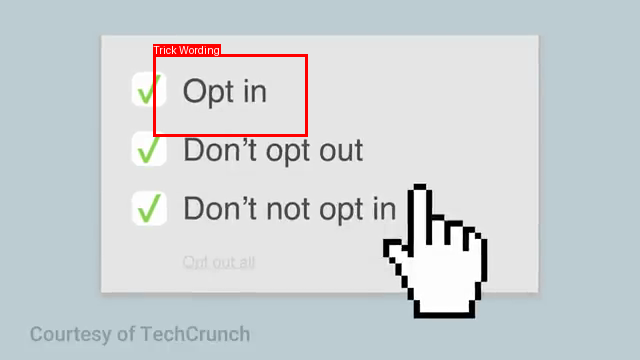 Trick Wording
Opt in
Don't opt out
Don't not opt in
Opt out all
Courtesy of TechCrunch